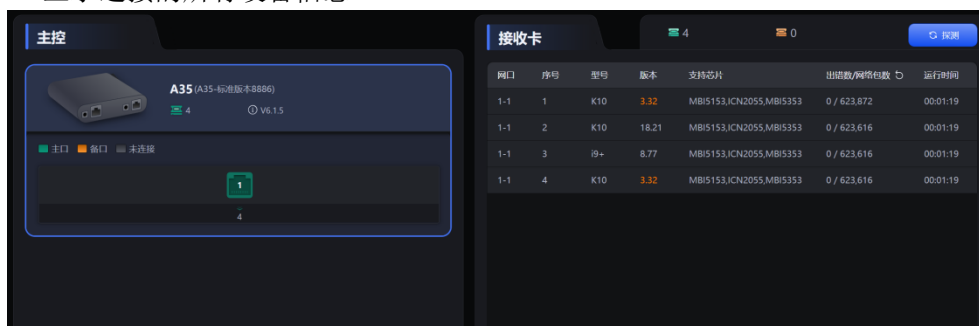 主控
A35 (A35-标准版本8886)
4 V6.1.5
主口 备口 未连接
1
4
接收卡 4 0 探测
网口 序号 型号 版本 支持芯片 出错数/网络包数 运行时间
1-1 1 K10 3.32 MBI5153,ICN2055,MBI5353 0 / 623,872 00:01:19
1-1 2 K10 18.21 MBI5153,ICN2055,MBI5353 0 / 623,616 00:01:19
1-1 3 i9+ 8.77 MBI5153,ICN2055,MBI5353 0 / 623,616 00:01:19
1-1 4 K10 3.32 MBI5153,ICN2055,MBI5353 0 / 623,616 00:01:19